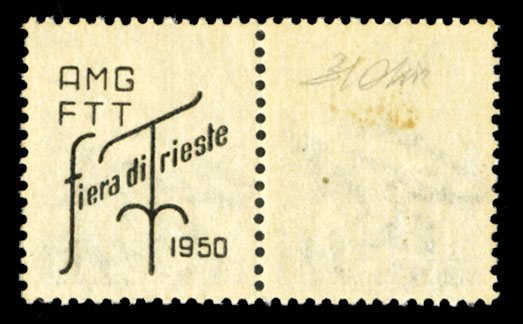 AMG
FTT
fiera di Trieste
1950